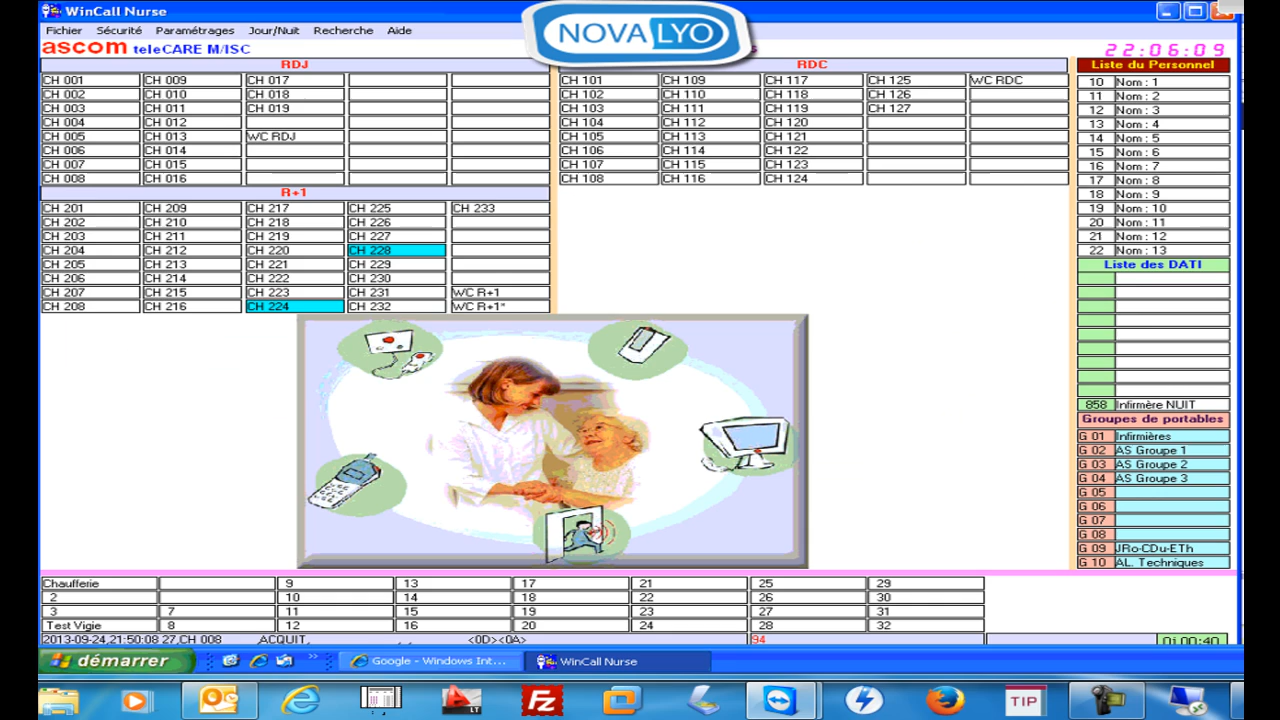 WinCall Nurse
NOVALYO
Fichier Sécurité Paramétrages Jour/Nuit Recherche Aide
ascom teleCARE M/ISC
22:06:09
RDJ
CH 001 CH 009 CH 017
CH 002 CH 010 CH 018
CH 003 CH 011 CH 019
CH 004 CH 012
CH 005 CH 013 WC RDJ
CH 006 CH 014
CH 007 CH 015
CH 008 CH 016
RDC
CH 101 CH 109 CH 117 CH 125 WC RDC
CH 102 CH 110 CH 118 CH 126
CH 103 CH 111 CH 119 CH 127
CH 104 CH 112 CH 120
CH 105 CH 113 CH 121
CH 106 CH 114 CH 122
CH 107 CH 115 CH 123
CH 108 CH 116 CH 124
R+1
CH 201 CH 209 CH 217 CH 225 CH 233
CH 202 CH 210 CH 218 CH 226
CH 203 CH 211 CH 219 CH 227
CH 204 CH 212 CH 220 CH 228
CH 205 CH 213 CH 221 CH 229
CH 206 CH 214 CH 222 CH 230
CH 207 CH 215 CH 223 CH 231 WC R+1
CH 208 CH 216 CH 224 CH 232 WC R+1*
Liste du Personnel
10 Nom : 1
11 Nom : 2
12 Nom : 3
13 Nom : 4
14 Nom : 5
15 Nom : 6
16 Nom : 7
17 Nom : 8
18 Nom : 9
19 Nom : 10
20 Nom : 11
21 Nom : 12
22 Nom : 13
Liste des DATI
858 Infirmère NUIT
Groupes de portables
G 01 Infirmières
G 02 AS Groupe 1
G 03 AS Groupe 2
G 04 AS Groupe 3
G 05
G 06
G 07
G 08
G 09 JRo-CDu-ETh
G 10 AL. Techniques
Chaufferie 9 13 17 21 25 29
2 10 14 18 22 26 30
3 7 11 15 19 23 27 31
Test Vigie 8 12 16 20 24 28 32
2013-09-24,21:50:08 27,CH 008 ACQUIT, , , <0D><0A> 94
démarrer
Google - Windows Int...
WinCall Nurse
LT
Fz
TIP